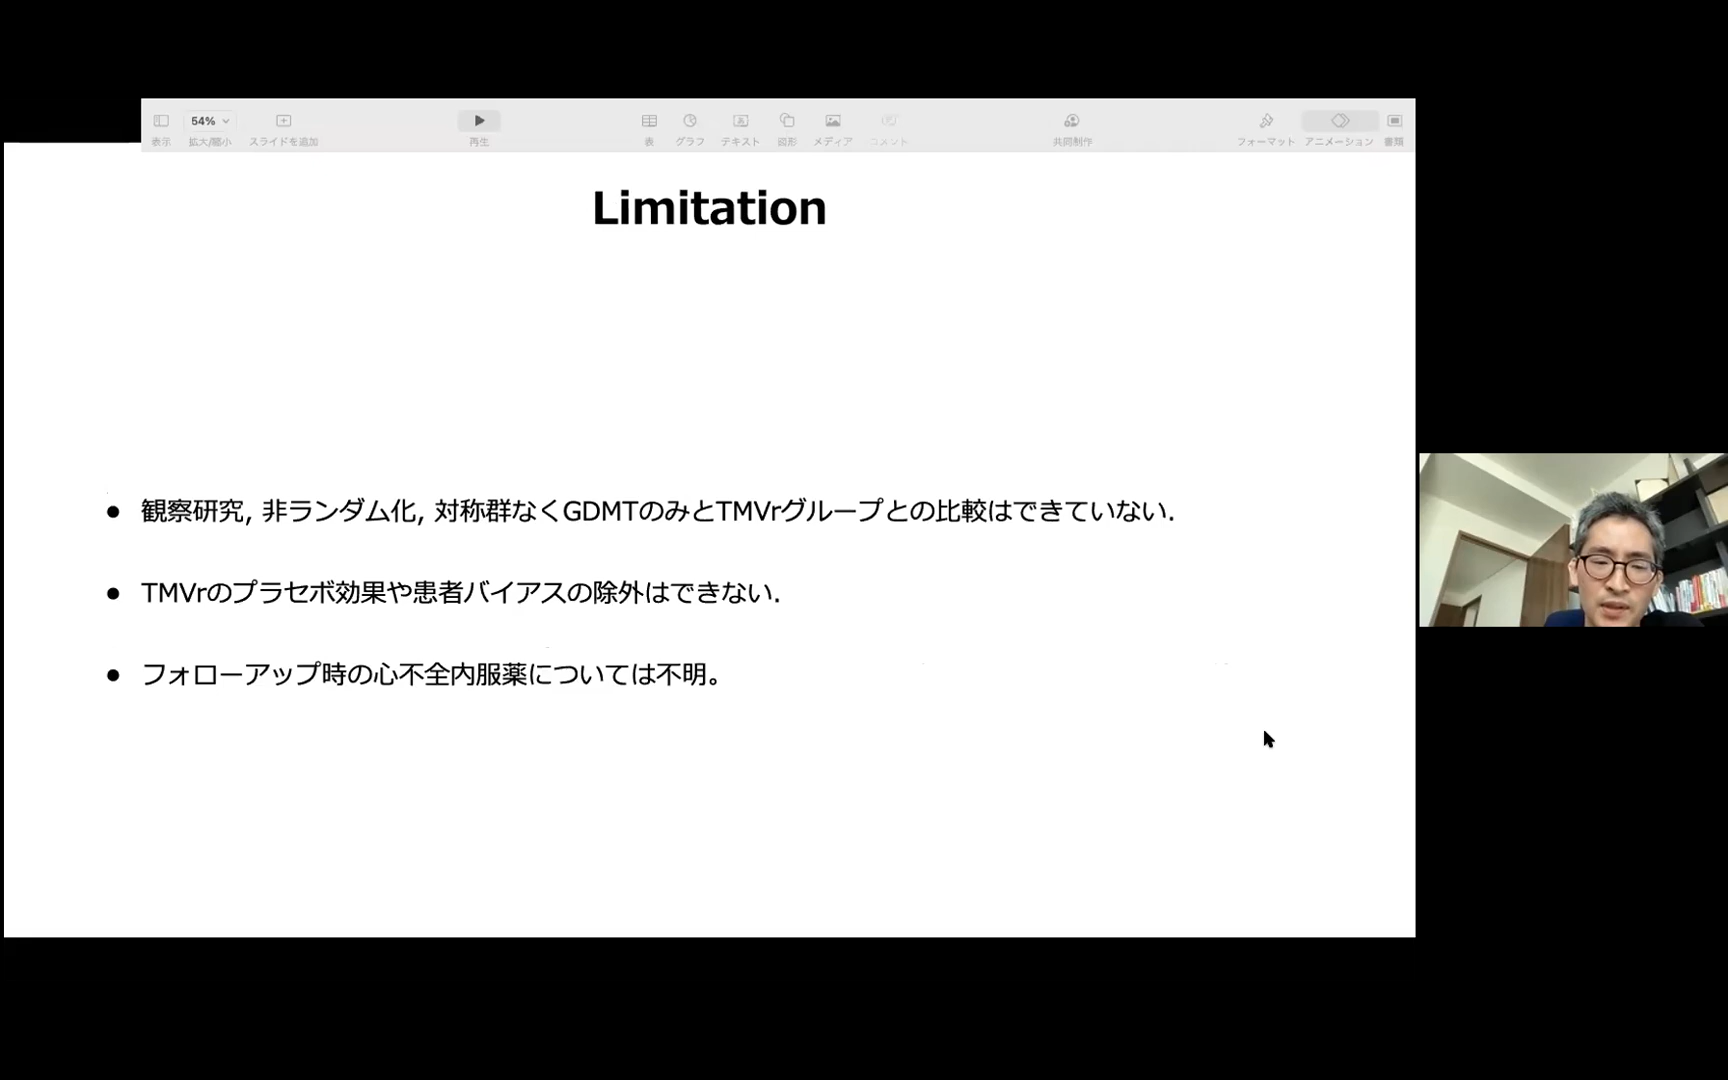 54%
表示
拡大/縮小
スライドを追加
再生
表
グラフ
テキスト
図形
メディア
コメント
共同制作
フォーマット
アニメーション
書類
Limitation
● 観察研究, 非ランダム化, 対称群なくGDMTのみとTMVrグループとの比較はできていない.
● TMVrのプラセボ効果や患者バイアスの除外はできない.
● フォローアップ時の心不全内服薬については不明。